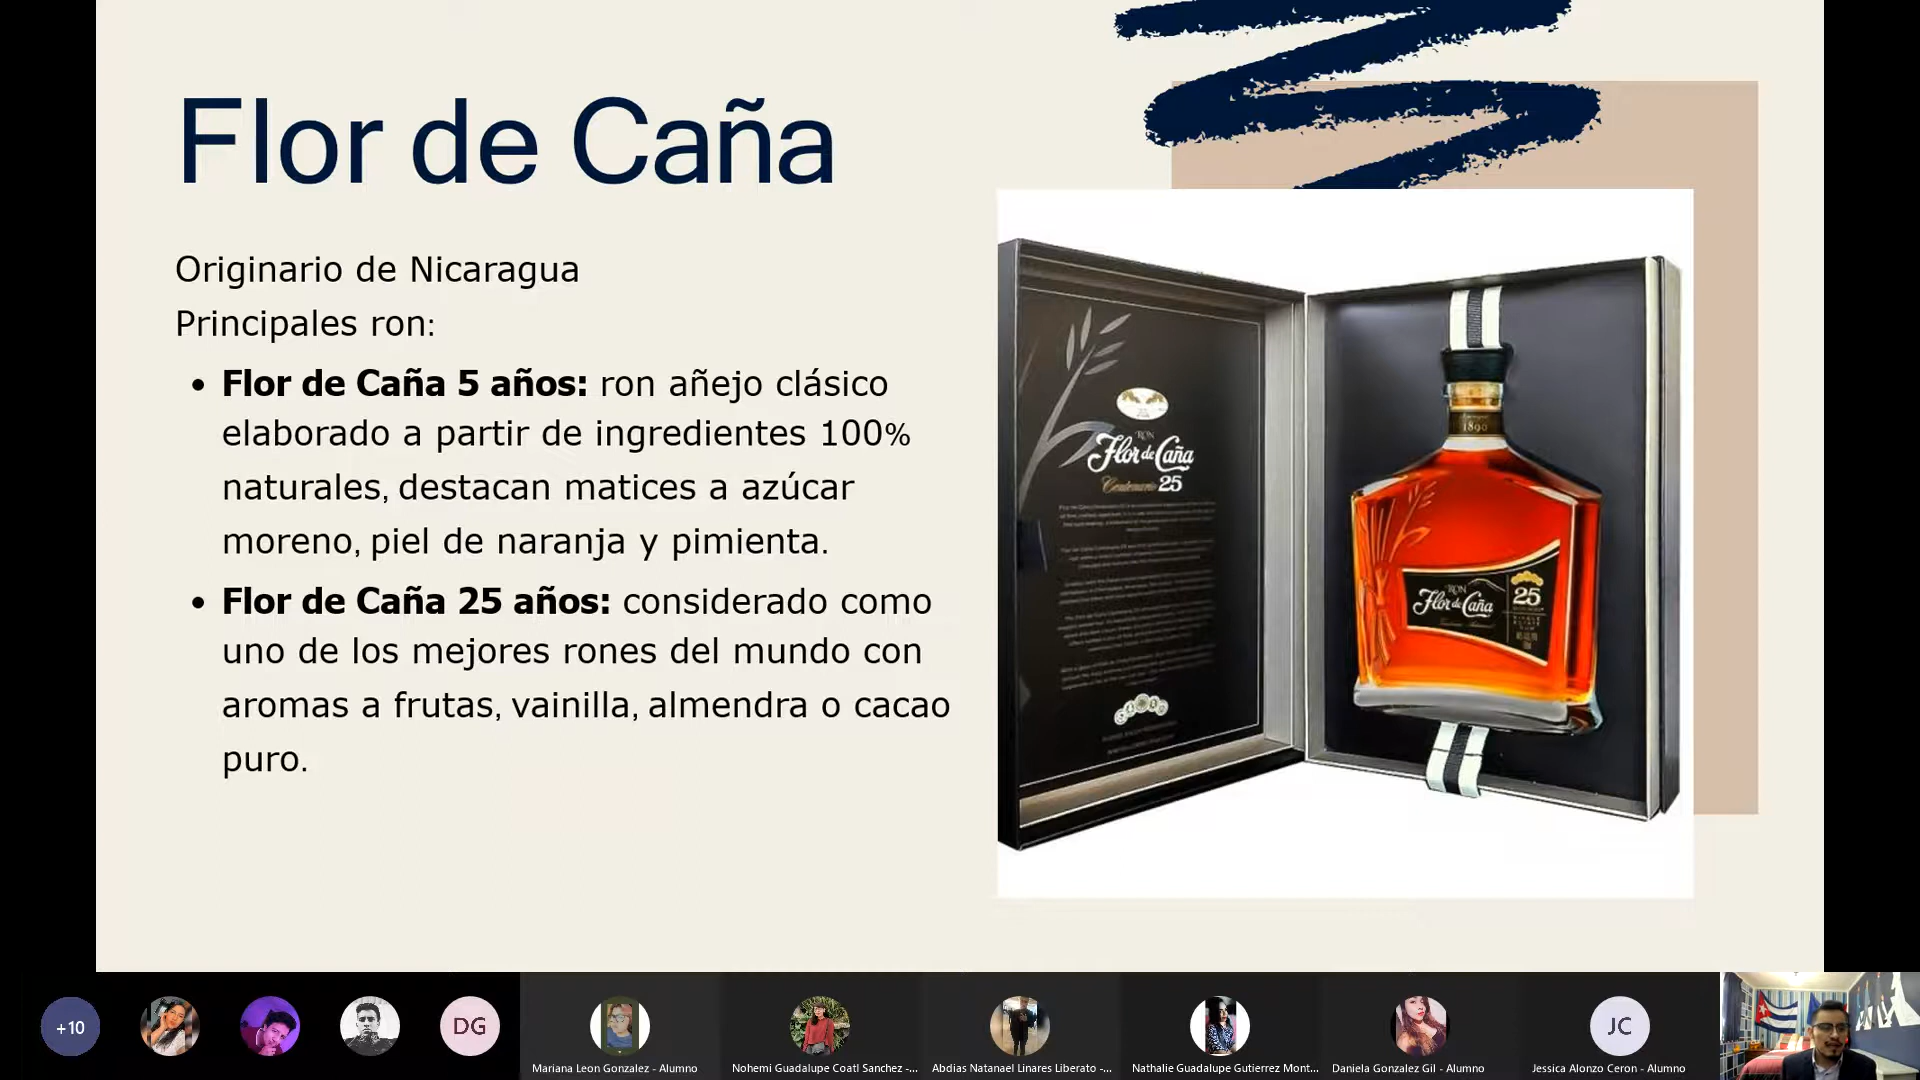 Flor de Caña
Originario de Nicaragua
Principales ron:
• Flor de Caña 5 años: ron añejo clásico
elaborado a partir de ingredientes 100%
naturales, destacan matices a azúcar
moreno, piel de naranja y pimienta.
• Flor de Caña 25 años: considerado como
uno de los mejores rones del mundo con
aromas a frutas, vainilla, almendra o cacao
puro.
RON
Flor de Caña
Centenario 25
1890
RON
Flor de Caña
25
+10
DG
JC
Mariana Leon Gonzalez - Alumno
Nohemi Guadalupe Coatl Sanchez -...
Abdias Natanael Linares Liberato -...
Nathalie Guadalupe Gutierrez Mont...
Daniela Gonzalez Gil - Alumno
Jessica Alonzo Ceron - Alumno